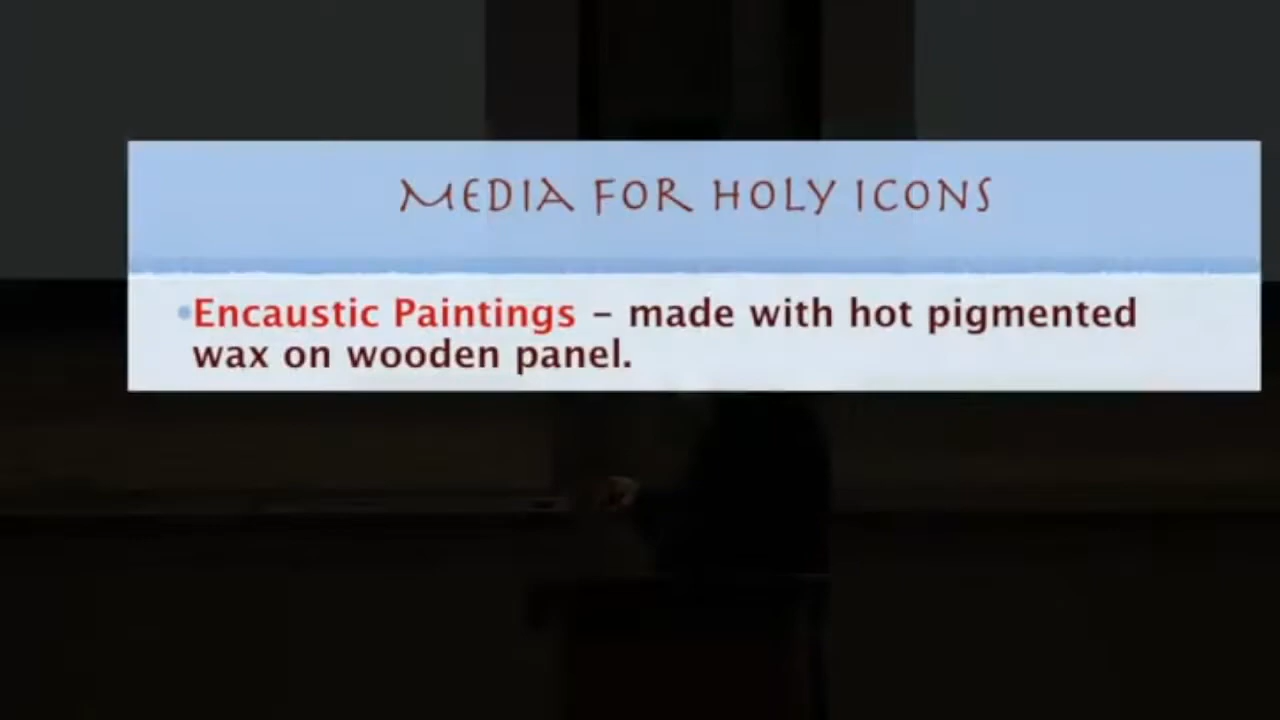 MEDIA FOR HOLY ICONS
•Encaustic Paintings – made with hot pigmented
wax on wooden panel.